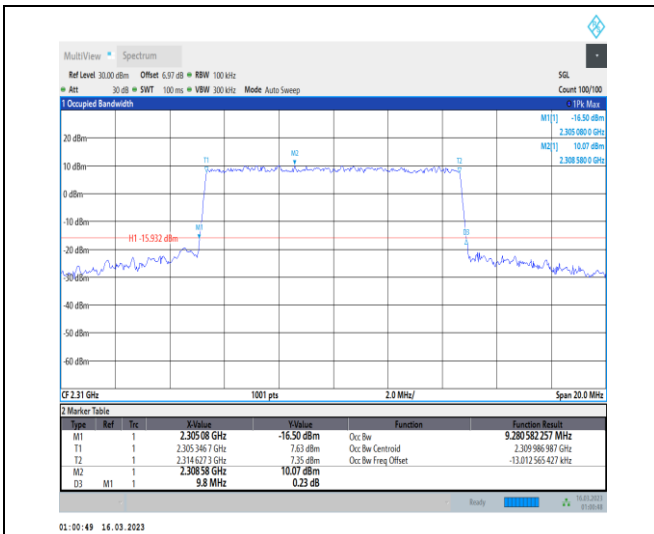 MultiView Spectrum
Ref Level 30.00 dBm Offset 6.97 dB RBW 100 kHz SGL
Att 30 dB SWT 100 ms VBW 300 kHz Mode Auto Sweep Count 100/100
1 Occupied Bandwidth 1Pk Max
M1[1] -16.50 dBm
2.305 080 0 GHz
M2[1] 10.07 dBm
2.308 580 0 GHz
20 dBm
10 dBm
0 dBm
-10 dBm
-20 dBm
-30 dBm
-40 dBm
-50 dBm
-60 dBm
T1
M2
T2
M1
D3
H1 -15.932 dBm
CF 2.31 GHz 1001 pts 2.0 MHz/ Span 20.0 MHz
2 Marker Table
Type Ref Trc X-Value Y-Value Function Function Result
M1 1 2.305 08 GHz -16.50 dBm Occ Bw 9.280 582 257 MHz
T1 1 2.305 346 7 GHz 7.63 dBm Occ Bw Centroid 2.309 986 987 GHz
T2 1 2.314 627 3 GHz 7.35 dBm Occ Bw Freq Offset -13.012 565 427 kHz
M2 1 2.308 58 GHz 10.07 dBm
D3 M1 1 9.8 MHz 0.23 dB
Ready 16.03.2023
01:00:48
01:00:49 16.03.2023